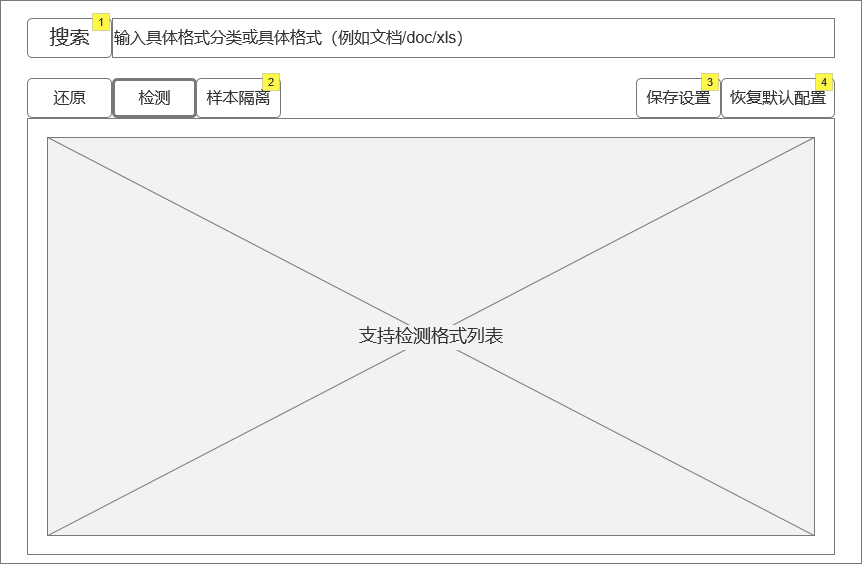 搜索
1
输入具体格式分类或具体格式（例如文档/doc/xls）
还原
检测
样本隔离
2
保存设置
3
恢复默认配置
4
支持检测格式列表